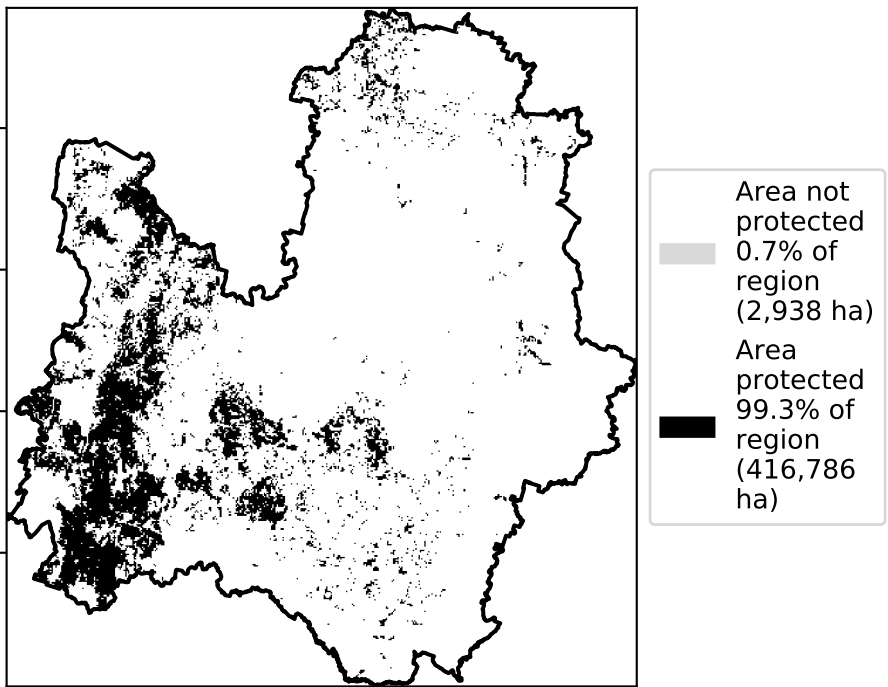 Area not
protected
0.7% of
region
(2,938 ha)
Area
protected
99.3% of
region
(416,786
ha)